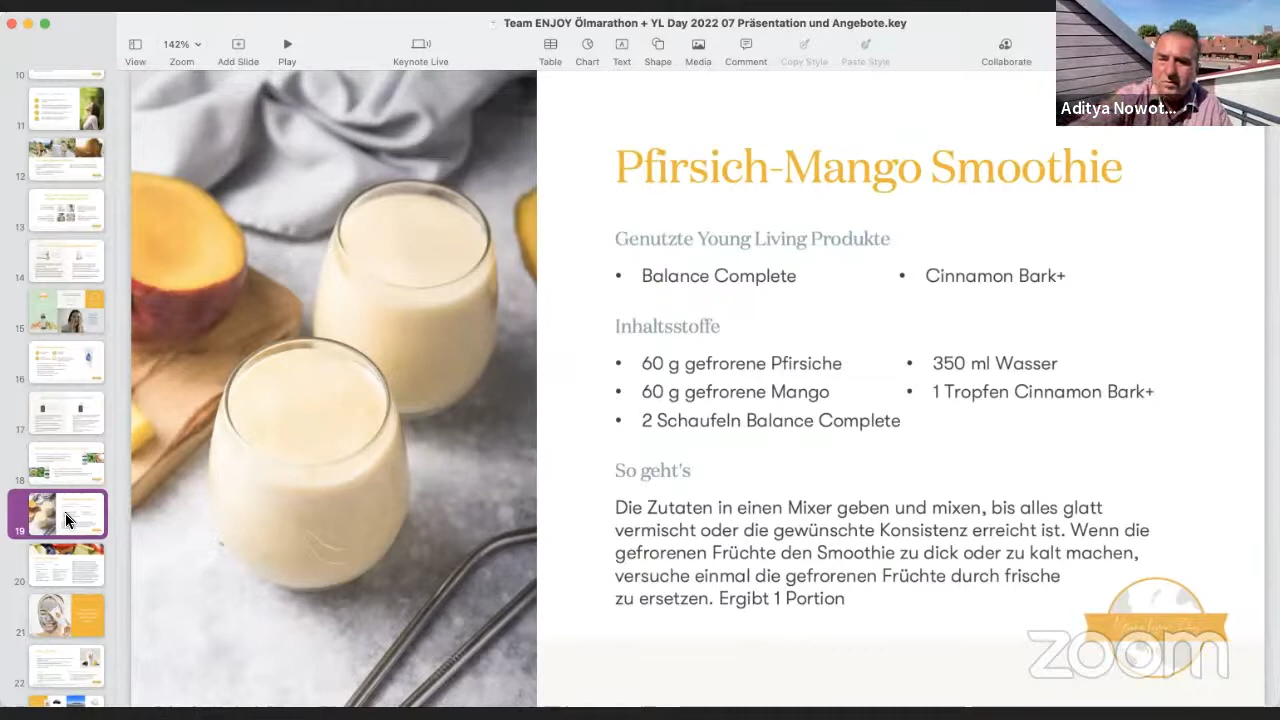 Team ENJOY Ölmarathon + YL Day 2022 07 Präsentation und Angebote.key
142%
View
Zoom
Add Slide
Play
Keynote Live
Table
Chart
Text
Shape
Media
Comment
Copy Style
Paste Style
Collaborate
Aditya Nowot...
10
11
12
13
14
15
16
17
18
19
20
21
22
Pfirsich-Mango Smoothie
Genutzte Young Living Produkte
• Balance Complete
• Cinnamon Bark+
Inhaltsstoffe
• 60 g gefrorene Pfirsiche
• 60 g gefrorene Mango
• 2 Schaufeln Balance Complete
• 350 ml Wasser
• 1 Tropfen Cinnamon Bark+
So geht's
Die Zutaten in einen Mixer geben und mixen, bis alles glatt
vermischt oder die gewünschte Konsistenz erreicht ist. Wenn die
gefrorenen Früchte den Smoothie zu dick oder zu kalt machen,
versuche einmal die gefrorenen Früchte durch frische
zu ersetzen. Ergibt 1 Portion
zoom